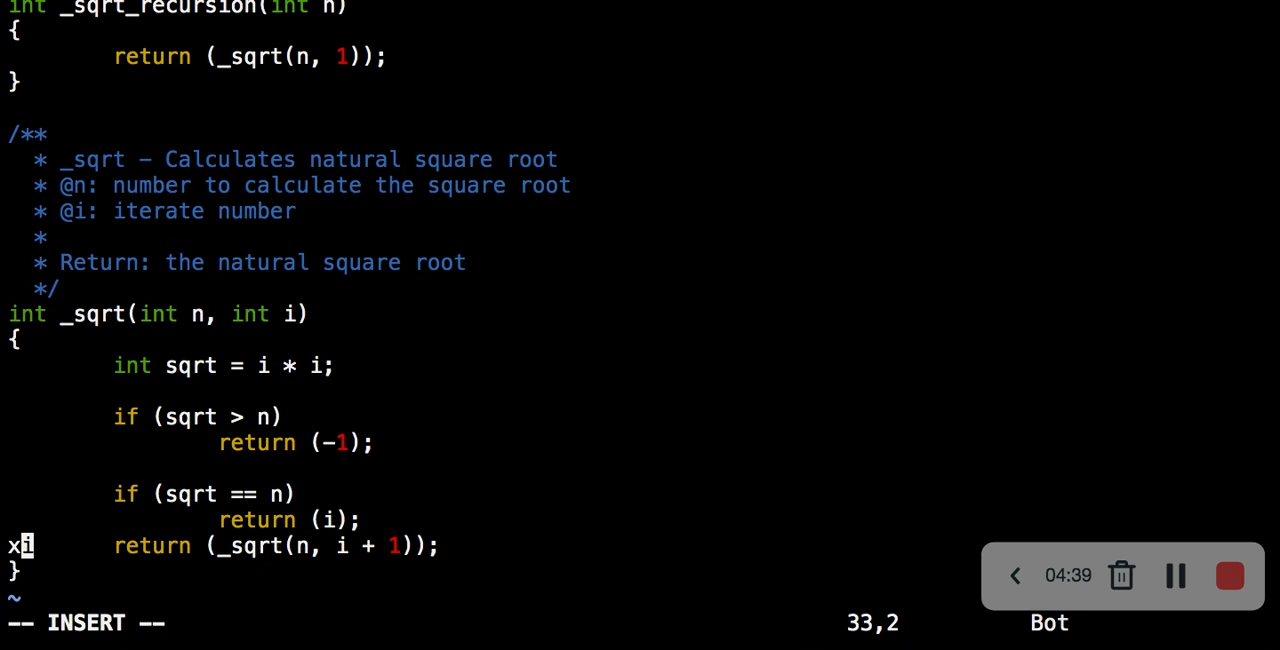 int _sqrt_recursion(int n)
{
        return (_sqrt(n, 1));
}

/**
  * _sqrt – Calculates natural square root
  * @n: number to calculate the square root
  * @i: iterate number
  *
  * Return: the natural square root
  */
int _sqrt(int n, int i)
{
        int sqrt = i * i;

        if (sqrt > n)
                return (-1);

        if (sqrt == n)
                return (i);
xi      return (_sqrt(n, i + 1));
}
~
-- INSERT --                    33,2          Bot
04:39